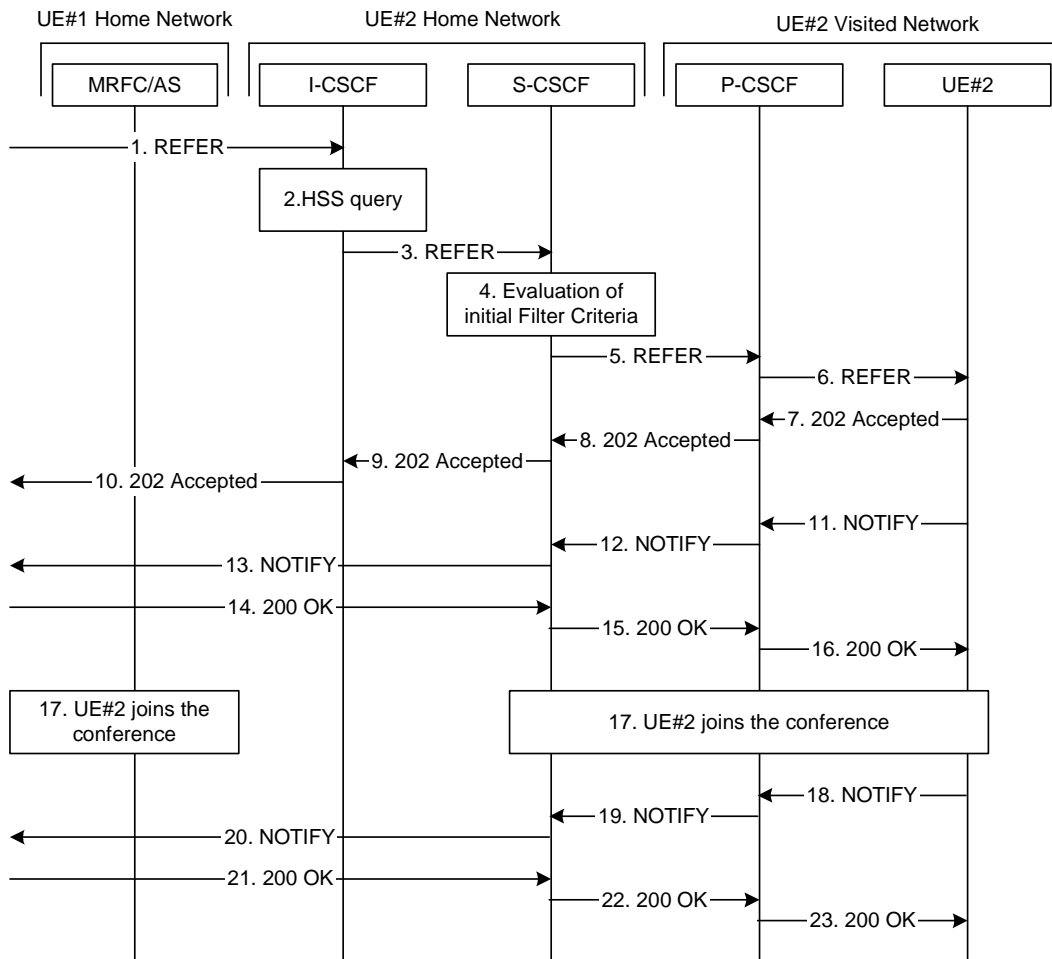 UE#1 Home Network
UE#2 Home Network
UE#2 Visited Network
MRFC/AS
I-CSCF
S-CSCF
P-CSCF
UE#2
1. REFER
2.HSS query
3. REFER
4. Evaluation of
initial Filter Criteria
5. REFER
6. REFER
7. 202 Accepted
8. 202 Accepted
9. 202 Accepted
10. 202 Accepted
11. NOTIFY
12. NOTIFY
13. NOTIFY
14. 200 OK
15. 200 OK
16. 200 OK
17. UE#2 joins the
conference
17. UE#2 joins the conference
18. NOTIFY
19. NOTIFY
20. NOTIFY
21. 200 OK
22. 200 OK
23. 200 OK